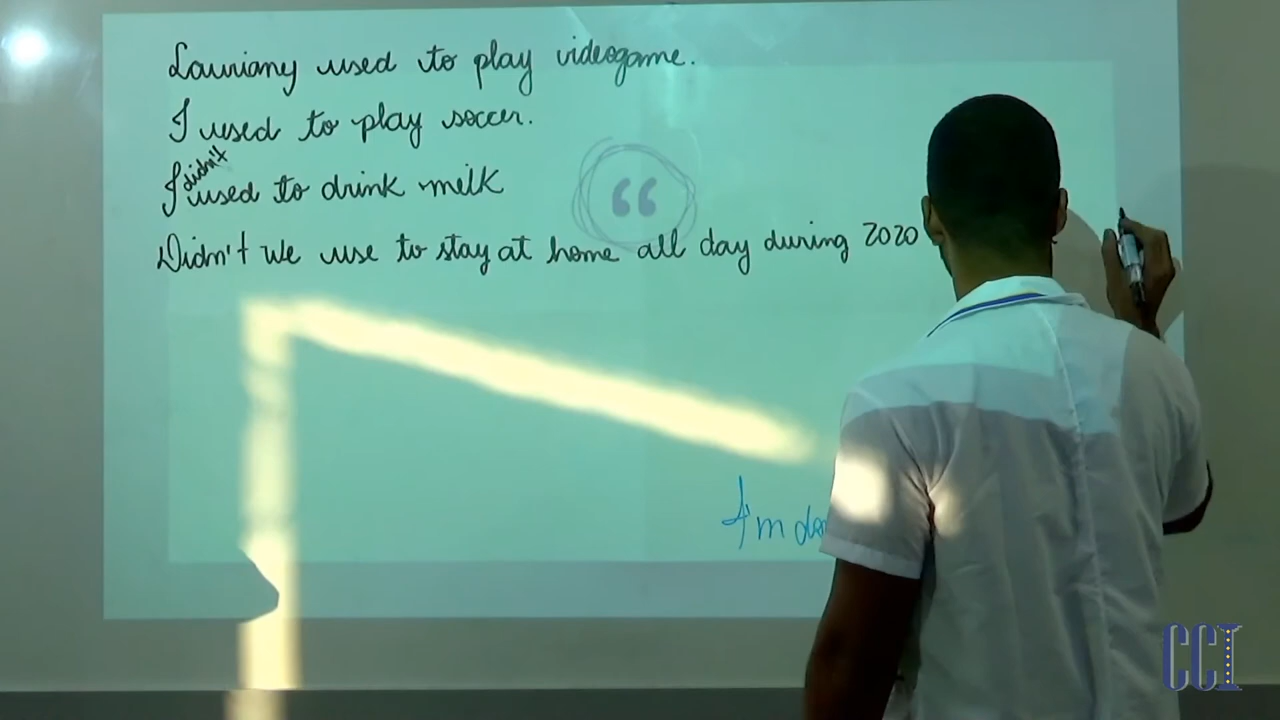 Lauriany used to play videogame.
I used to play soccer.
didn't
I used to drink milk
Didn't we use to stay at home all day during 2020
I'm
CCI